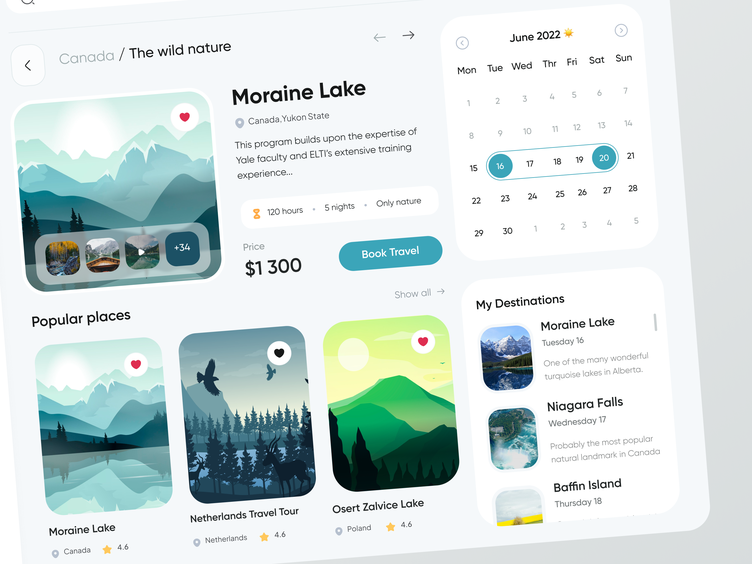 Canada / The wild nature
Moraine Lake
Canada,Yukon State
This program builds upon the expertise of
Yale faculty and ELTI's extensive training
experience...
120 hours • 5 nights • Only nature
Price
$1 300
Book Travel
+34
Popular places
Show all →
Moraine Lake
Canada 4.6
Netherlands Travel Tour
Netherlands 4.6
Osert Zalvice Lake
Poland 4.6
June 2022
Mon Tue Wed Thr Fri Sat Sun
1 2 3 4 5 6 7
8 9 10 11 12 13 14
15 16 17 18 19 20 21
22 23 24 25 26 27 28
29 30 1 2 3 4 5
My Destinations
Moraine Lake
Tuesday 16
One of the many wonderful
turquoise lakes in Alberta.
Niagara Falls
Wednesday 17
Probably the most popular
natural landmark in Canada
Baffin Island
Thursday 18